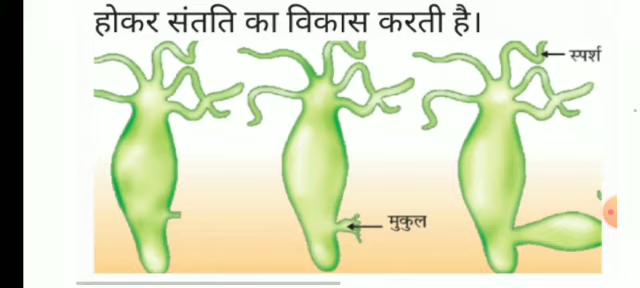 होकर संतति का विकास करती है।
स्पर्श
मुकुल